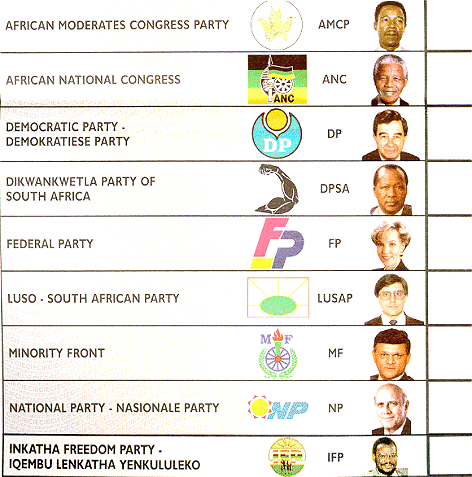 AFRICAN MODERATES CONGRESS PARTY AMCP
AFRICAN NATIONAL CONGRESS ANC ANC
DEMOCRATIC PARTY -
DEMOKRATIESE PARTY DP DP
DIKWANKWETLA PARTY OF
SOUTH AFRICA DPSA
FEDERAL PARTY FP FP
LUSO - SOUTH AFRICAN PARTY LUSAP
MINORITY FRONT M F MF
NATIONAL PARTY - NASIONALE PARTY NP NP
INKATHA FREEDOM PARTY -
IQEMBU LENKATHA YENKULULEKO IFP IFP